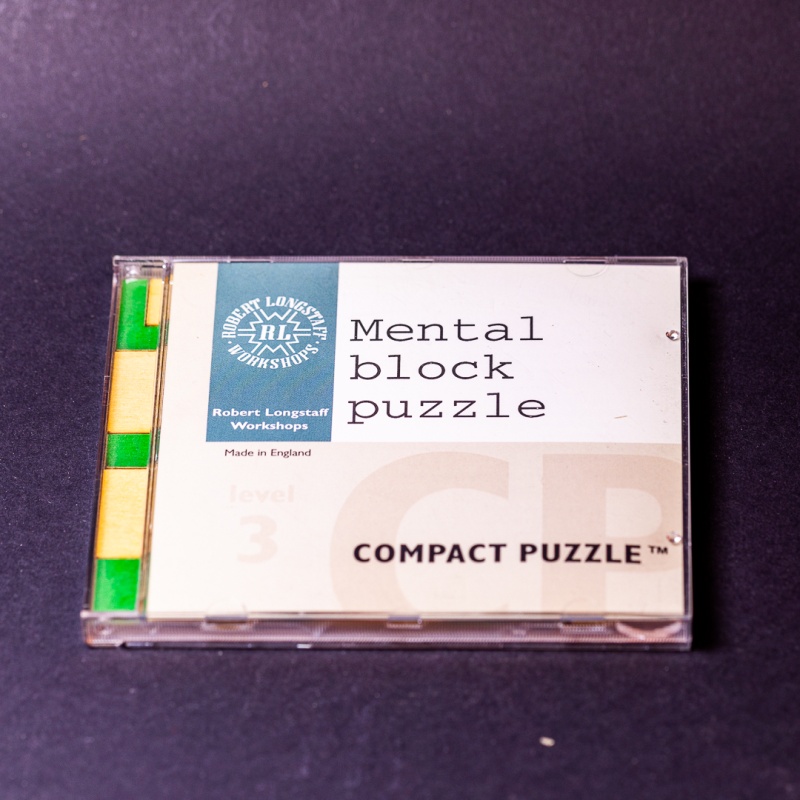 ROBERT LONGSTAFF
RL
WORKSHOPS
Robert Longstaff
Workshops
Mental
block
puzzle
Made in England
level
3
CP
COMPACT PUZZLE™